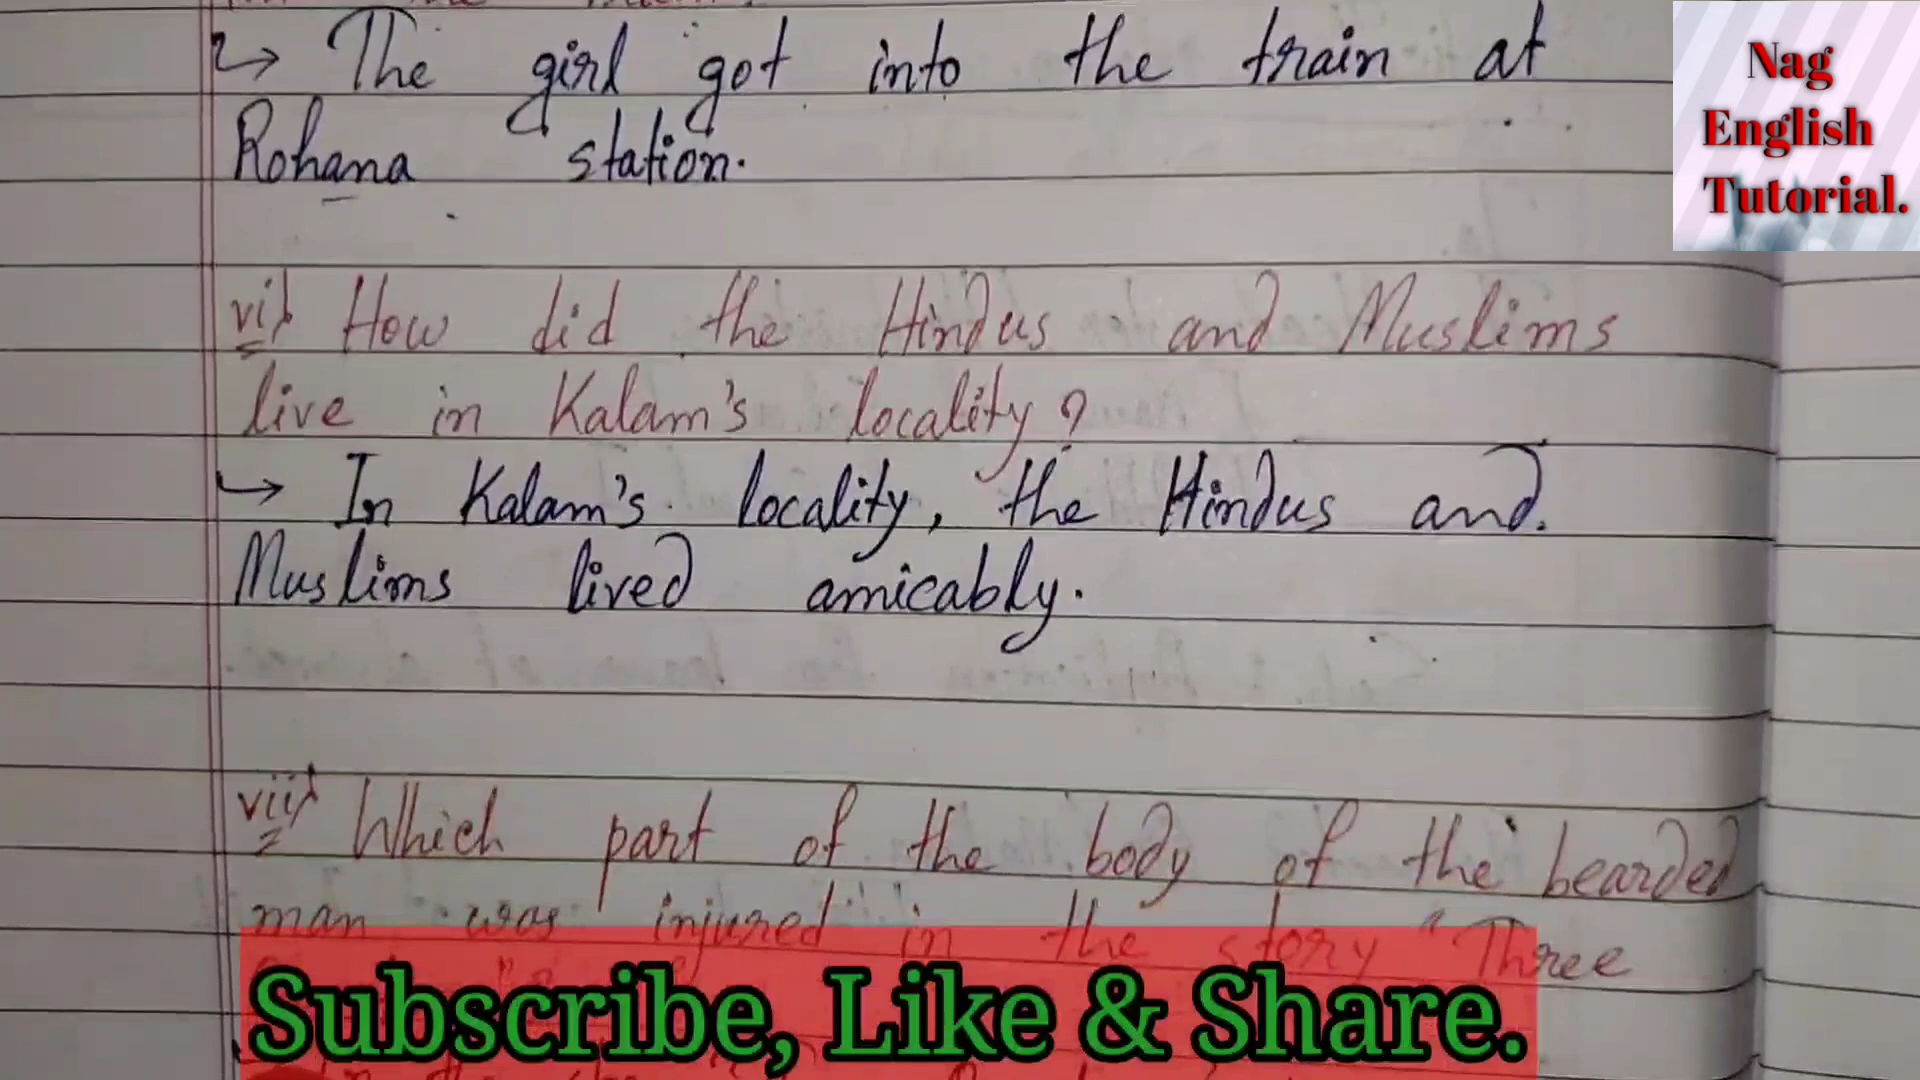 ↳ The girl got into the train at
Rohana station.
vi) How did the Hindus and Muslims
live in Kalam's locality?
↳ In Kalam's locality, the Hindus and
Muslims lived amicably.
vii) Which part of the body of the bearded
man was injured in the story "Three
Nag
English
Tutorial.
Subscribe, Like & Share.